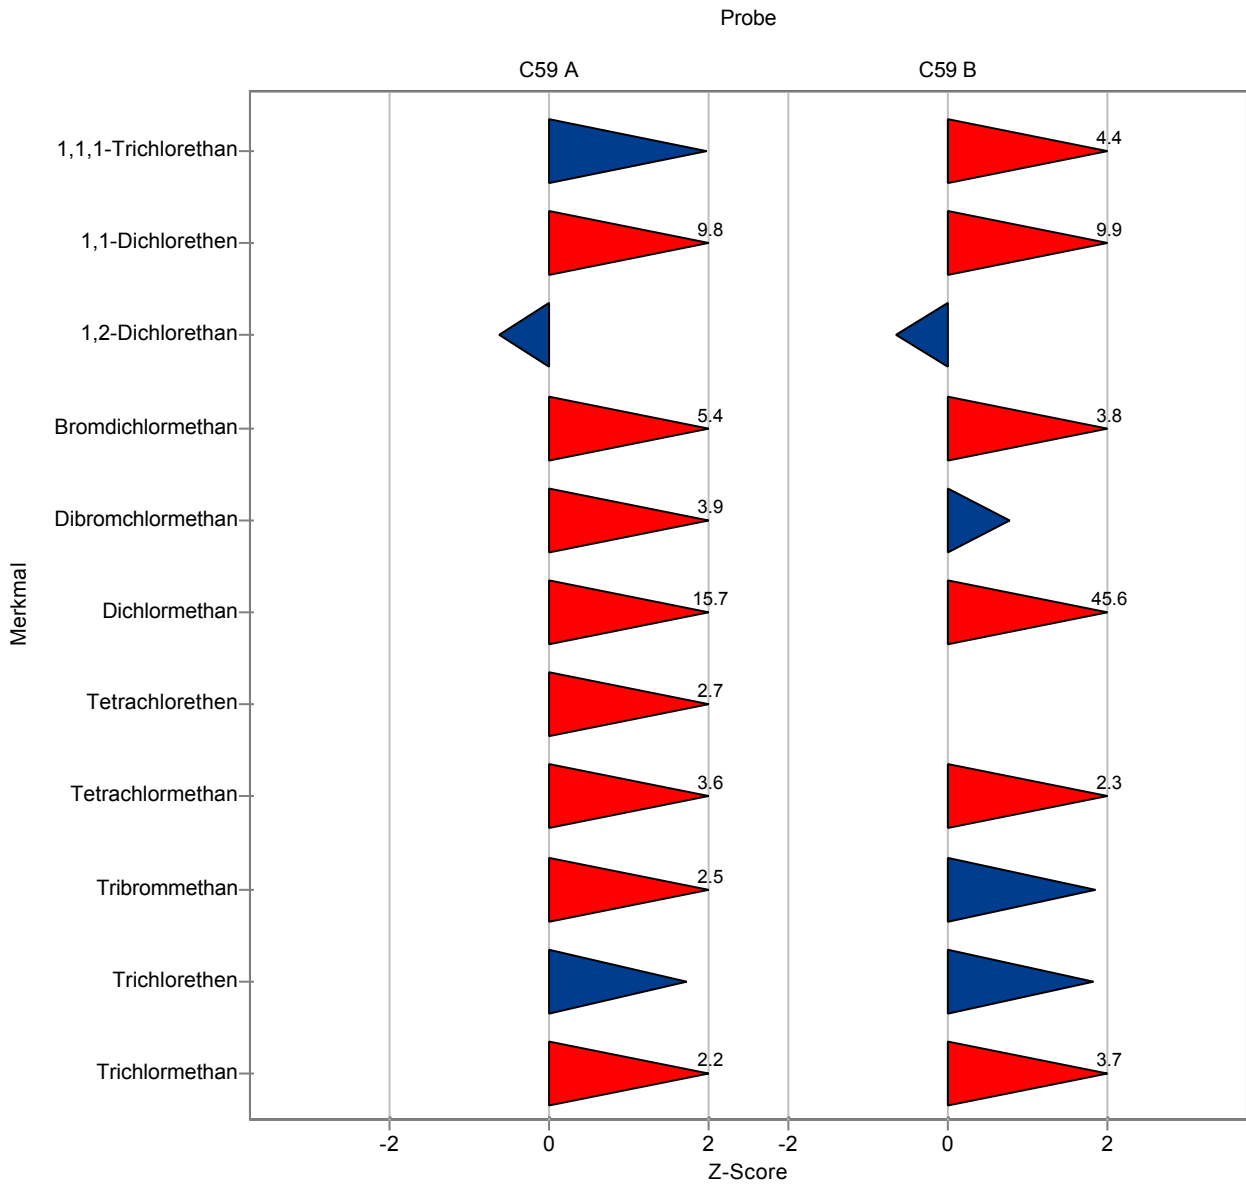 Probe
C59 A C59 B
1,1,1-Trichlorethan 4.4
1,1-Dichlorethen 9.8 9.9
1,2-Dichlorethan
Bromdichlormethan 5.4 3.8
Dibromchlormethan 3.9
Dichlormethan 15.7 45.6
Tetrachlorethen 2.7
Tetrachlormethan 3.6 2.3
Tribrommethan 2.5
Trichlorethen
Trichlormethan 2.2 3.7
Merkmal
-2 0 2 -2 0 2
Z-Score